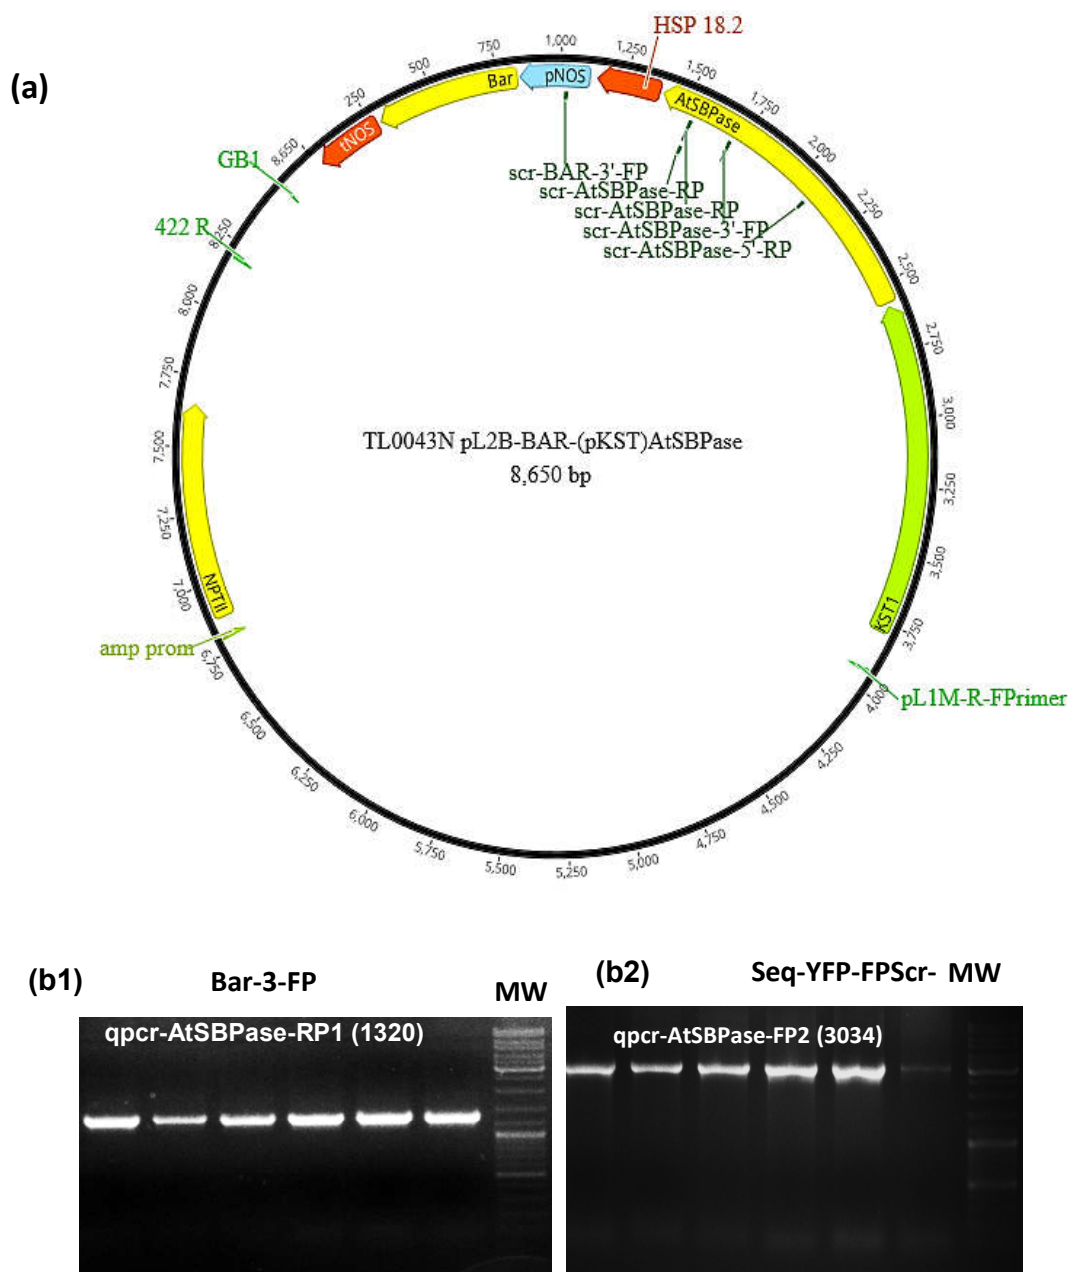 (a)
HSP 18.2
1,000
1,250
750
1,500
500
1,750
250
2,000
8,650
2,250
8,250
2,500
8,000
2,750
7,750
3,000
7,500
3,250
7,250
3,500
7,000
3,750
6,750
4,000
6,500
4,250
6,250
4,500
6,000
4,750
5,750
5,000
5,500
5,250
pNOS
Bar
AtSBPase
tNOS
GB1
422 R
scr-BAR-3'-FP
scr-AtSBPase-RP
scr-AtSBPase-RP
scr-AtSBPase-3'-FP
scr-AtSBPase-5'-RP
TL0043N pL2B-BAR-(pKST)AtSBPase
8,650 bp
NPTII
KST1
amp prom
pL1M-R-FPrimer
(b1)
Bar-3-FP
MW
qpcr-AtSBPase-RP1 (1320)
(b2)
Seq-YFP-FPScr- MW
qpcr-AtSBPase-FP2 (3034)